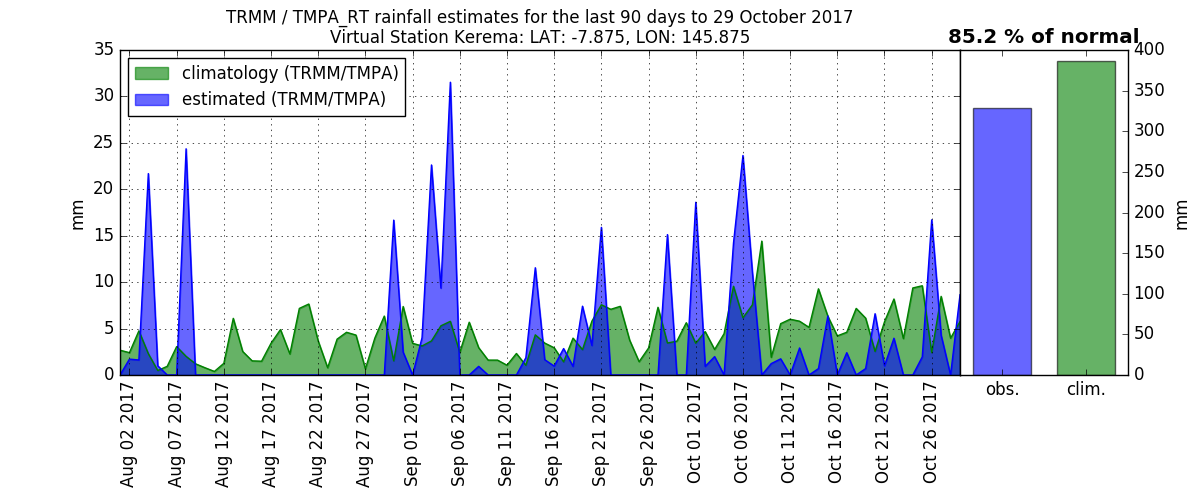 TRMM / TMPA_RT rainfall estimates for the last 90 days to 29 October 2017
Virtual Station Kerema: LAT: -7.875, LON: 145.875
85.2 % of normal
climatology (TRMM/TMPA)
estimated (TRMM/TMPA)
mm
35
30
25
20
15
10
5
0
Aug 02 2017
Aug 07 2017
Aug 12 2017
Aug 17 2017
Aug 22 2017
Aug 27 2017
Sep 01 2017
Sep 06 2017
Sep 11 2017
Sep 16 2017
Sep 21 2017
Sep 26 2017
Oct 01 2017
Oct 06 2017
Oct 11 2017
Oct 16 2017
Oct 21 2017
Oct 26 2017
obs.
clim.
400
350
300
250
200
150
100
50
0
mm